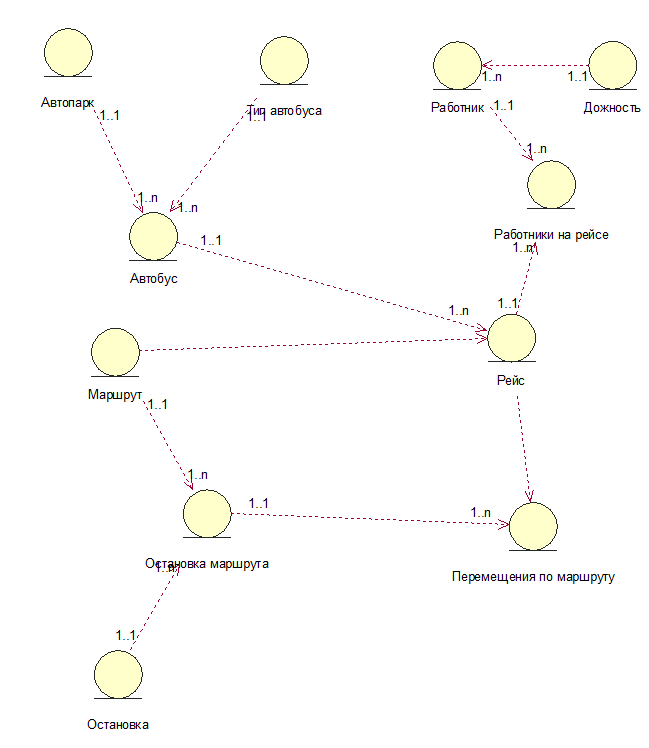 1..n
1..1
Автопарк
Тип автобуса
Работник
Дожность
1..1
1..1
1..1
1..n
1..n
1..n
Работники на рейсе
1..1
1..n
Автобус
1..1
1..n
Рейс
Маршрут
1..1
1..n
1..1
1..n
Остановка маршрута
1..n
Перемещения по маршруту
1..1
Остановка